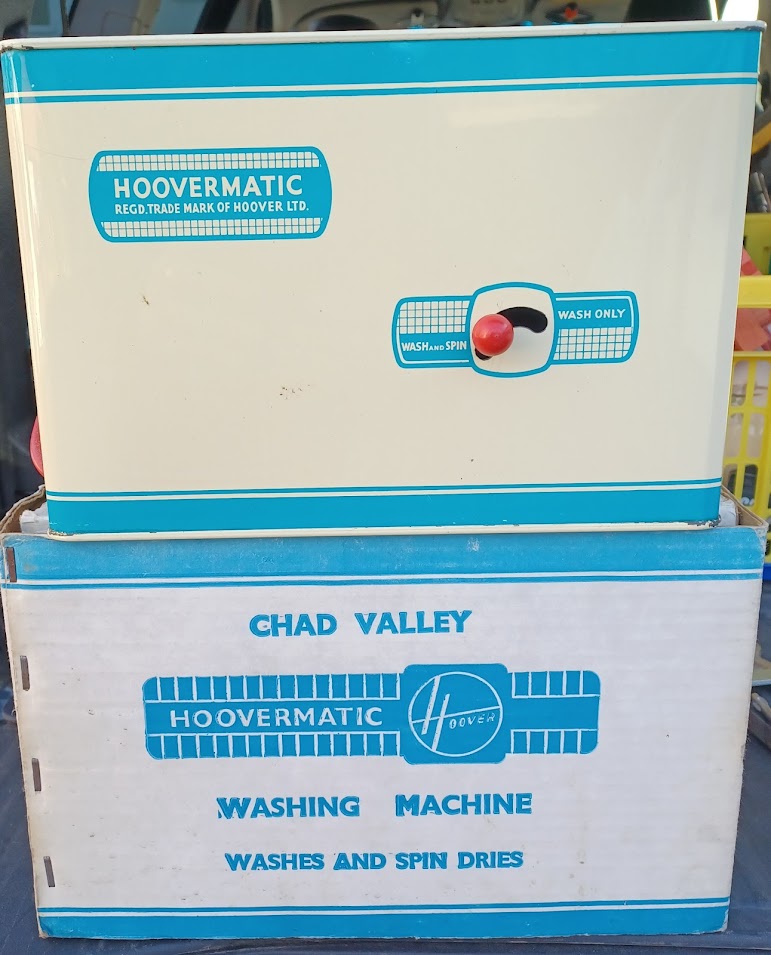 HOOVERMATIC
REGD. TRADE MARK OF HOOVER LTD.
WASH ONLY
WASH AND SPIN
CHAD VALLEY
HOOVERMATIC
HOOVER
WASHING MACHINE
WASHES AND SPIN DRIES